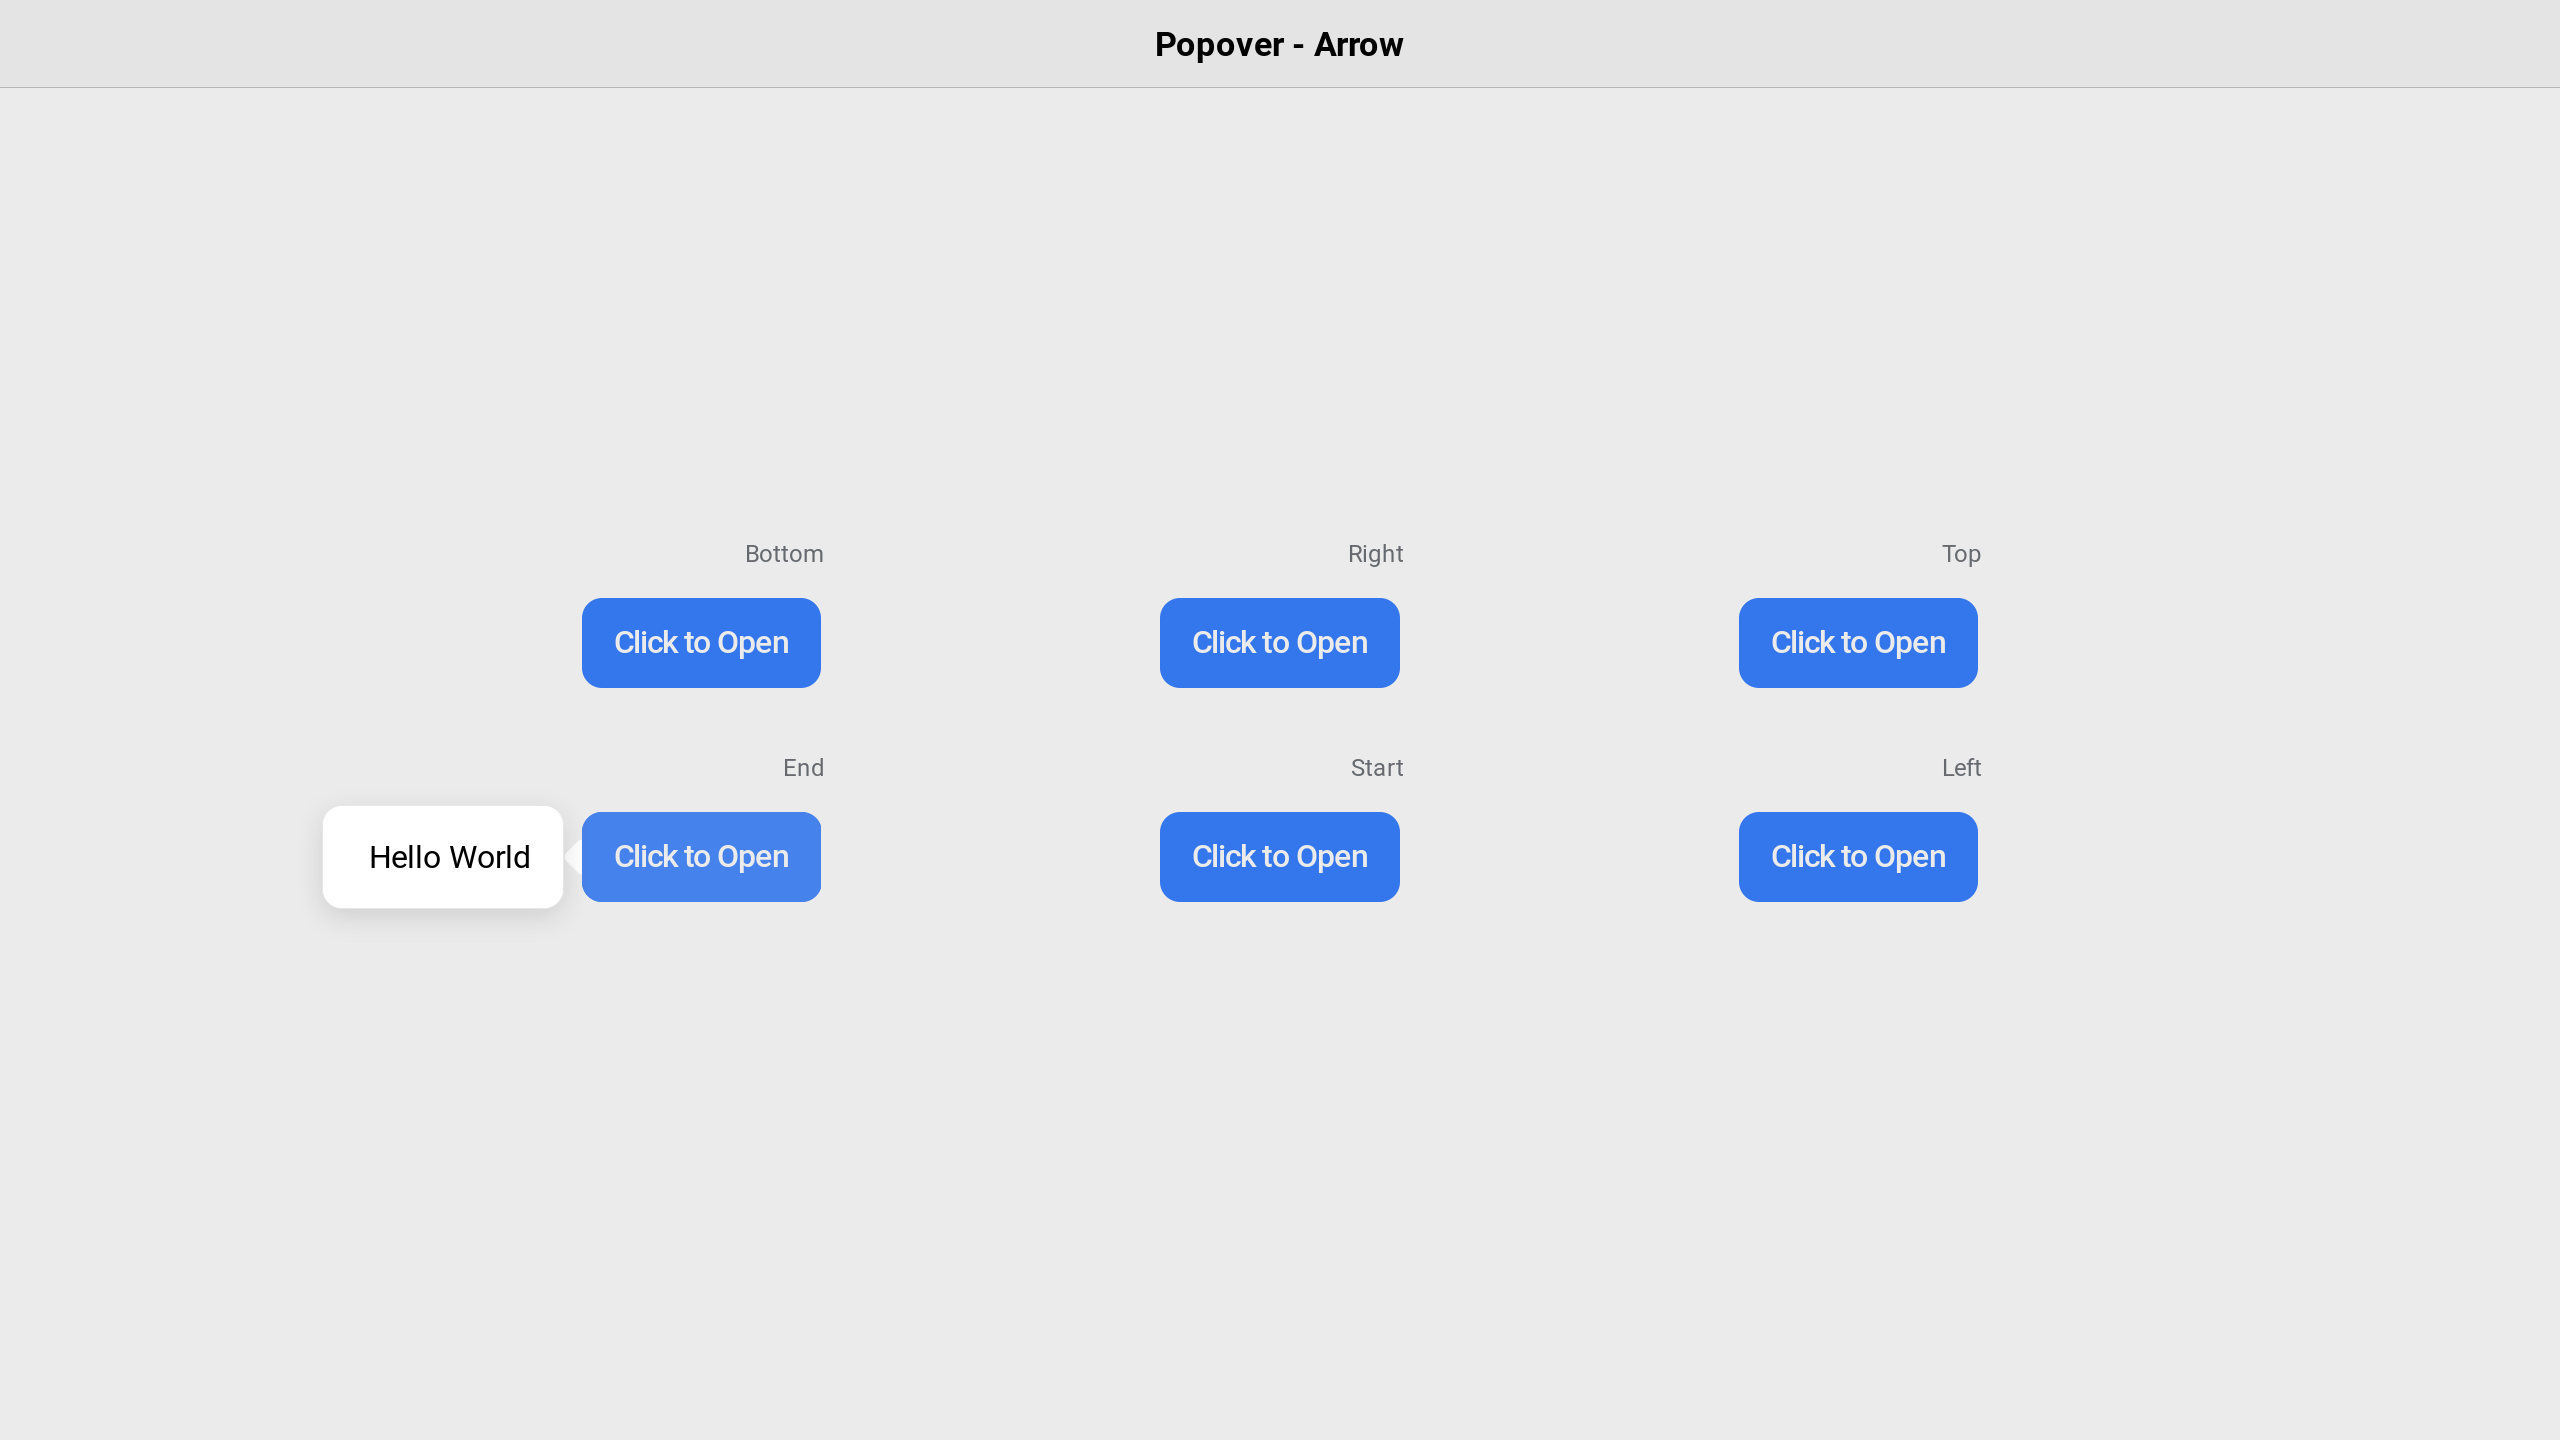 Popover - Arrow
Bottom
Right
Top
Click to Open
Click to Open
Click to Open
End
Start
Left
Hello World
Click to Open
Click to Open
Click to Open